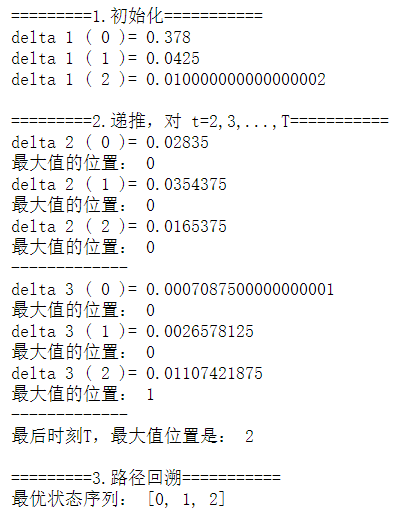 =========1.初始化===========
delta 1 ( 0 )= 0.378
delta 1 ( 1 )= 0.0425
delta 1 ( 2 )= 0.010000000000000002
=========2.递推，对 t=2,3,...,T===========
delta 2 ( 0 )= 0.02835
最大值的位置： 0
delta 2 ( 1 )= 0.0354375
最大值的位置： 0
delta 2 ( 2 )= 0.0165375
最大值的位置： 0
-------------
delta 3 ( 0 )= 0.0007087500000000001
最大值的位置： 0
delta 3 ( 1 )= 0.0026578125
最大值的位置： 0
delta 3 ( 2 )= 0.01107421875
最大值的位置： 1
-------------
最后时刻T，最大值位置是： 2
=========3.路径回溯===========
最优状态序列： [0, 1, 2]